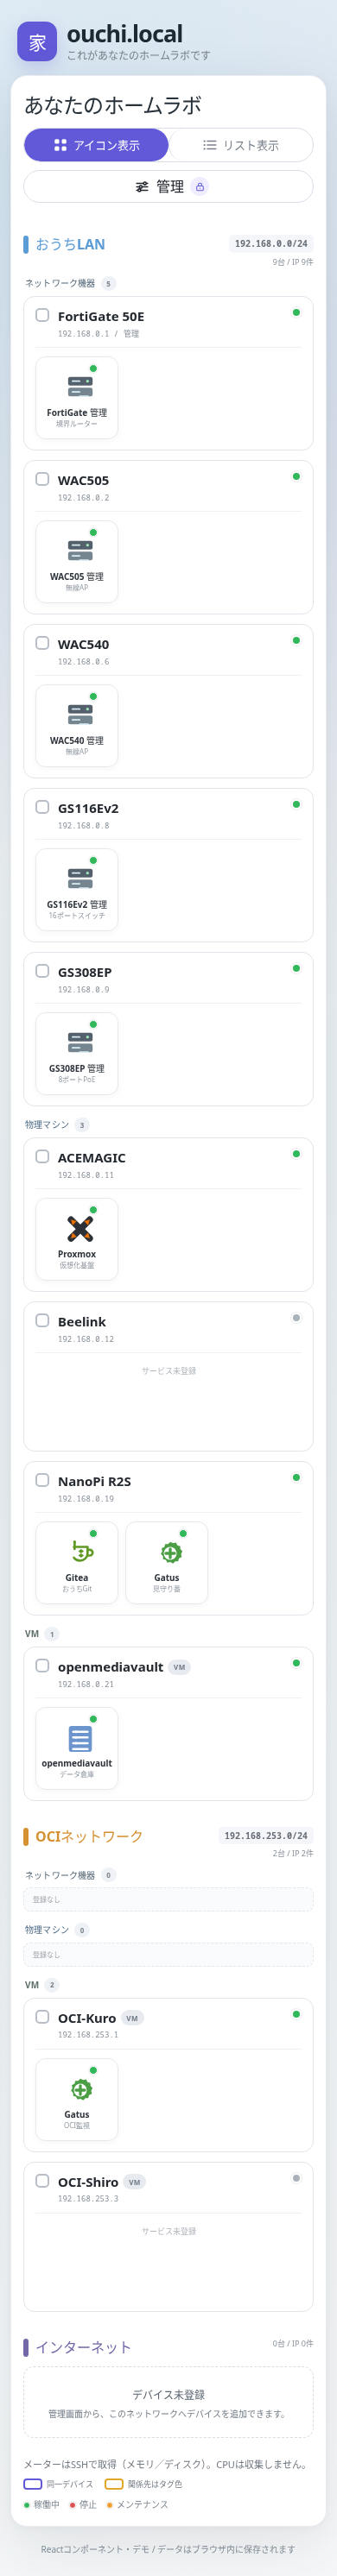 家
ouchi.local
これがあなたのホームラボです
あなたのホームラボ
アイコン表示
リスト表示
管理
おうちLAN
192.168.0.0/24
9台 / IP 9件
ネットワーク機器 5
FortiGate 50E
192.168.0.1 / 管理
FortiGate 管理
境界ルーター
WAC505
192.168.0.2
WAC505 管理
無線AP
WAC540
192.168.0.6
WAC540 管理
無線AP
GS116Ev2
192.168.0.8
GS116Ev2 管理
16ポートスイッチ
GS308EP
192.168.0.9
GS308EP 管理
8ポートPoE
物理マシン 3
ACEMAGIC
192.168.0.11
Proxmox
仮想化基盤
Beelink
192.168.0.12
サービス未登録
NanoPi R2S
192.168.0.19
Gitea
おうちGit
Gatus
見守り番
VM 1
openmediavault VM
192.168.0.21
openmediavault
データ倉庫
OCIネットワーク
192.168.253.0/24
2台 / IP 2件
ネットワーク機器 0
登録なし
物理マシン 0
登録なし
VM 2
OCI-Kuro VM
192.168.253.1
Gatus
OCI監視
OCI-Shiro VM
192.168.253.3
サービス未登録
インターネット
0台 / IP 0件
デバイス未登録
管理画面から、このネットワークへデバイスを追加できます。
メーターはSSHで取得（メモリ／ディスク）。CPUは収集しません。
同一デバイス
関係先はタグ色
稼働中
停止
メンテナンス
Reactコンポーネント・デモ / データはブラウザ内に保存されます